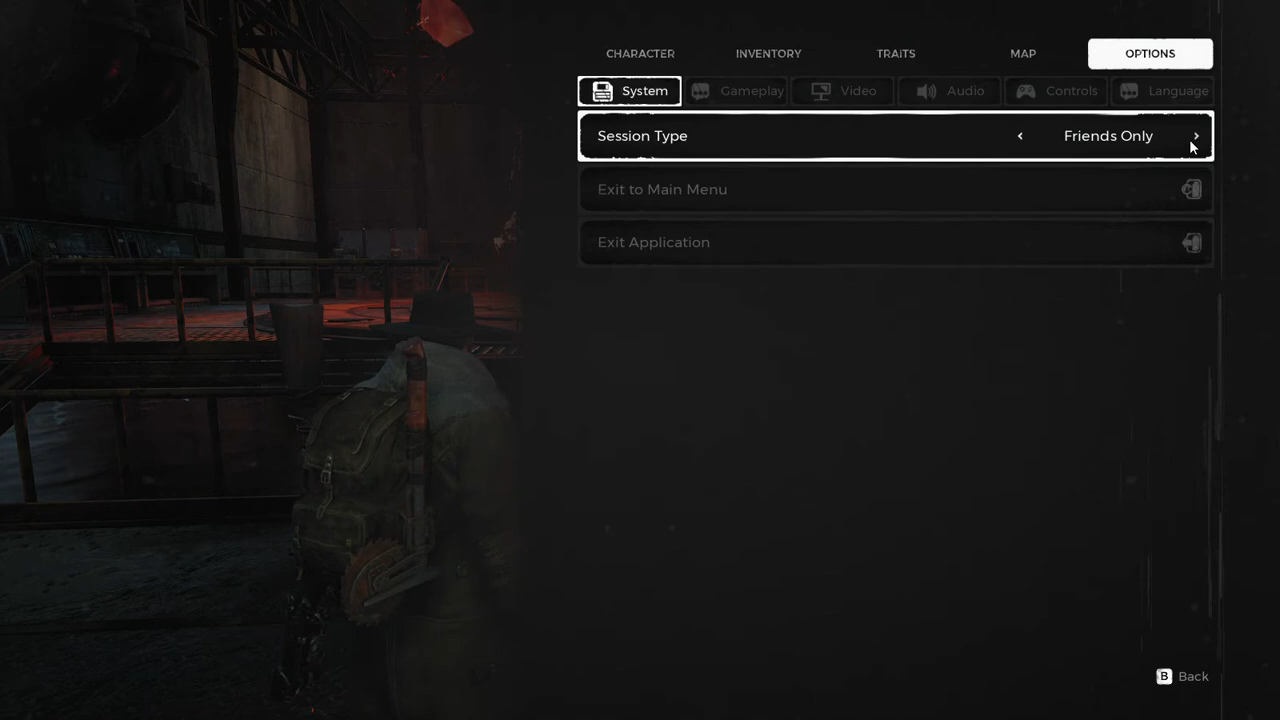 CHARACTER INVENTORY TRAITS MAP OPTIONS
System Gameplay Video Audio Controls Language
Session Type Friends Only
Exit to Main Menu
Exit Application
B Back